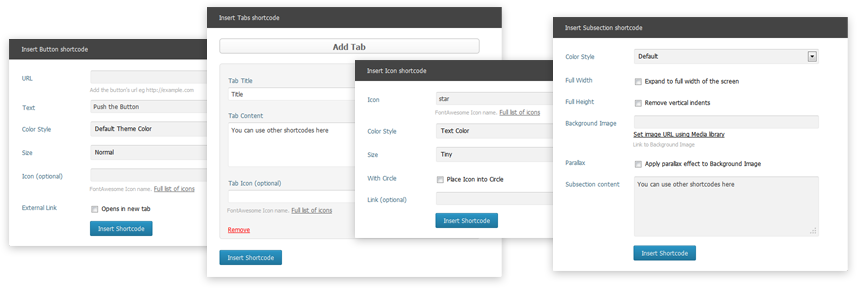 Insert Button shortcode
URL
Add the button's url eg http://example.com
Text
Push the Button
Color Style
Default Theme Color
Size
Normal
Icon (optional)
FontAwesome Icon name. Full list of icons
External Link
Opens in new tab
Insert Shortcode
Insert Tabs shortcode
Add Tab
Tab Title
Title
Tab Content
You can use other shortcodes here
Tab Icon (optional)
FontAwesome Icon name. Full list of icons
Remove
Insert Shortcode
Insert Icon shortcode
Icon
star
FontAwesome Icon name. Full list of icons
Color Style
Text Color
Size
Tiny
With Circle
Place Icon into Circle
Link (optional)
Insert Shortcode
Insert Subsection shortcode
Color Style
Default
Full Width
Expand to full width of the screen
Full Height
Remove vertical indents
Background Image
Set image URL using Media library
Link to Background Image
Parallax
Apply parallax effect to Background Image
Subsection content
You can use other shortcodes here
Insert Shortcode